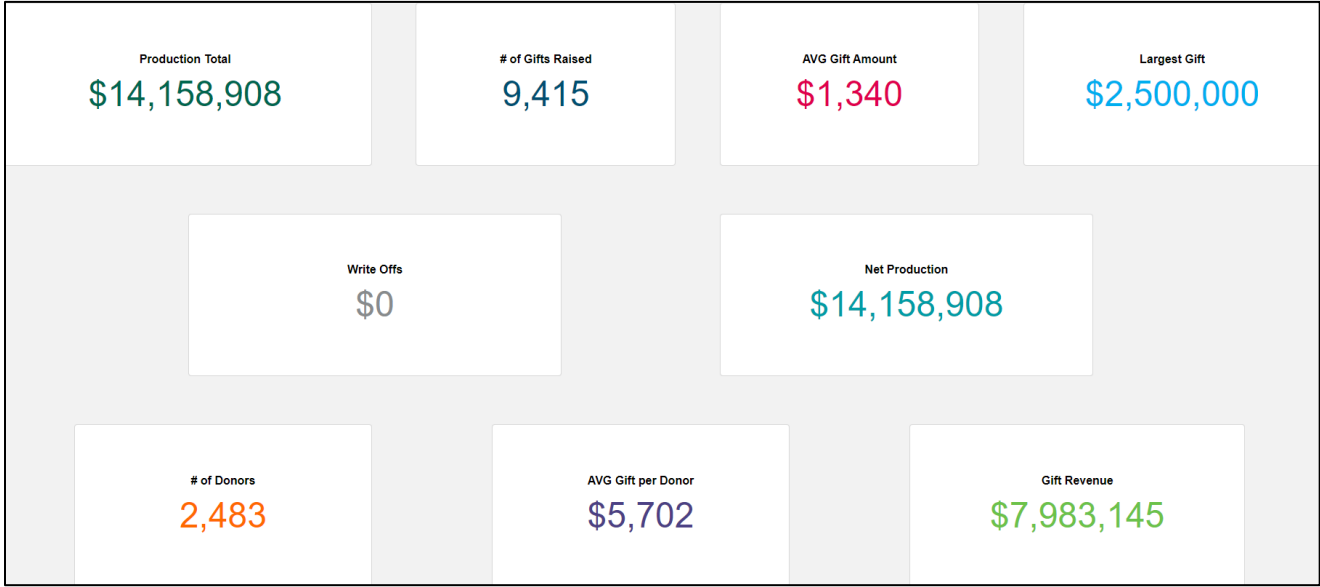 Production Total
$14,158,908
# of Gifts Raised
9,415
AVG Gift Amount
$1,340
Largest Gift
$2,500,000
Write Offs
$0
Net Production
$14,158,908
# of Donors
2,483
AVG Gift per Donor
$5,702
Gift Revenue
$7,983,145